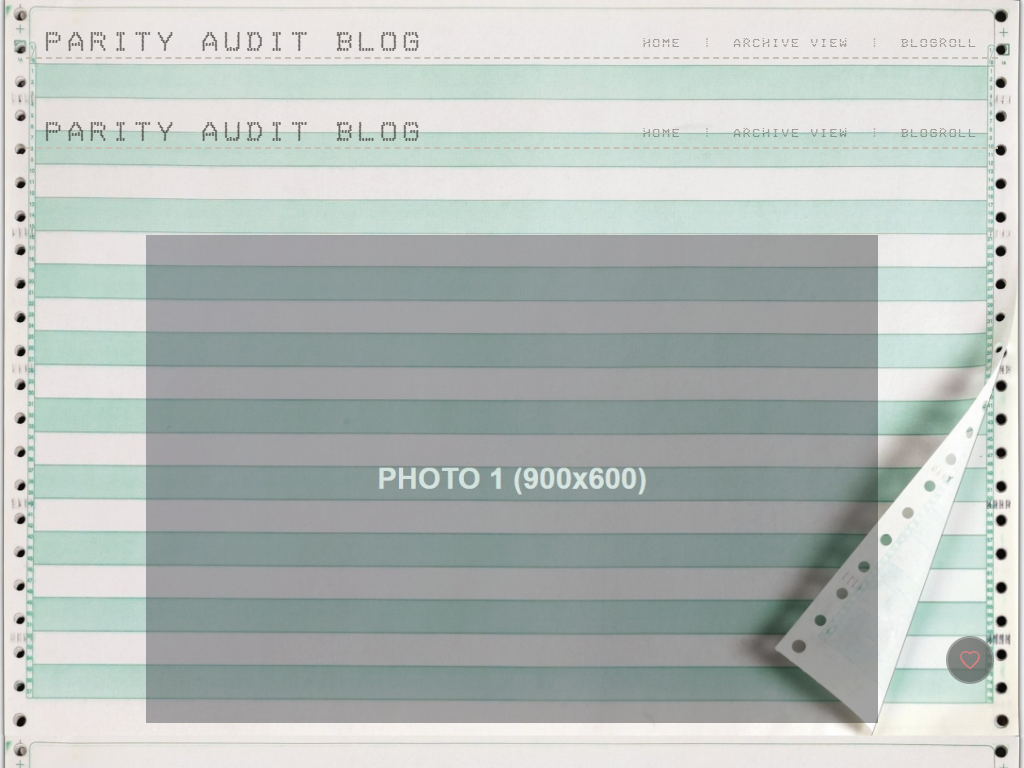 PARITY AUDIT BLOG
HOME ⁞ ARCHIVE VIEW ⁞ BLOGROLL
PARITY AUDIT BLOG
HOME ⁞ ARCHIVE VIEW ⁞ BLOGROLL
PHOTO 1 (900x600)